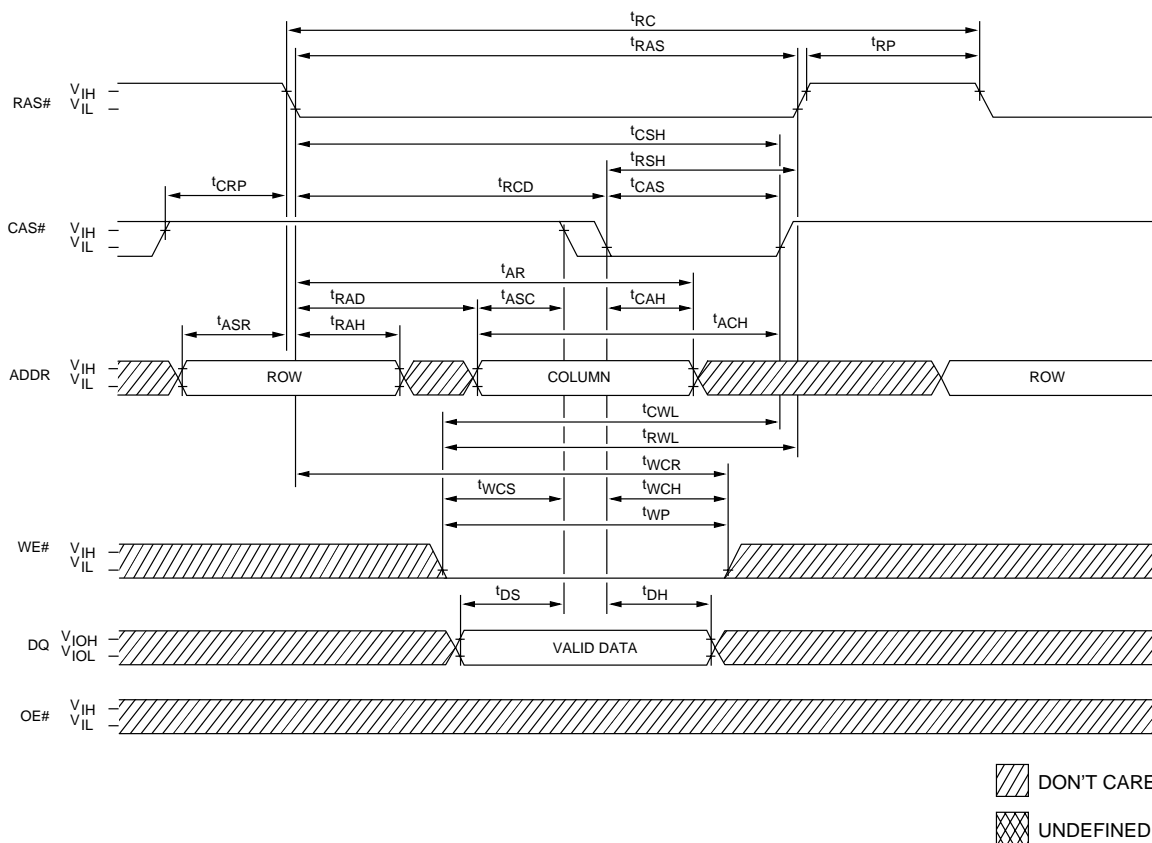 tRC
tRAS
tRP
RAS#
VIH
VIL
tCSH
tRSH
tCRP
tRCD
tCAS
CAS#
VIH
VIL
tAR
tRAD
tASC
tCAH
tASR
tRAH
tACH
ADDR
VIH
VIL
ROW
COLUMN
ROW
tCWL
tRWL
tWCR
tWCS
tWCH
tWP
WE#
VIH
VIL
tDS
tDH
DQ
VIOH
VIOL
VALID DATA
OE#
VIH
VIL
DON'T CARE
UNDEFINED